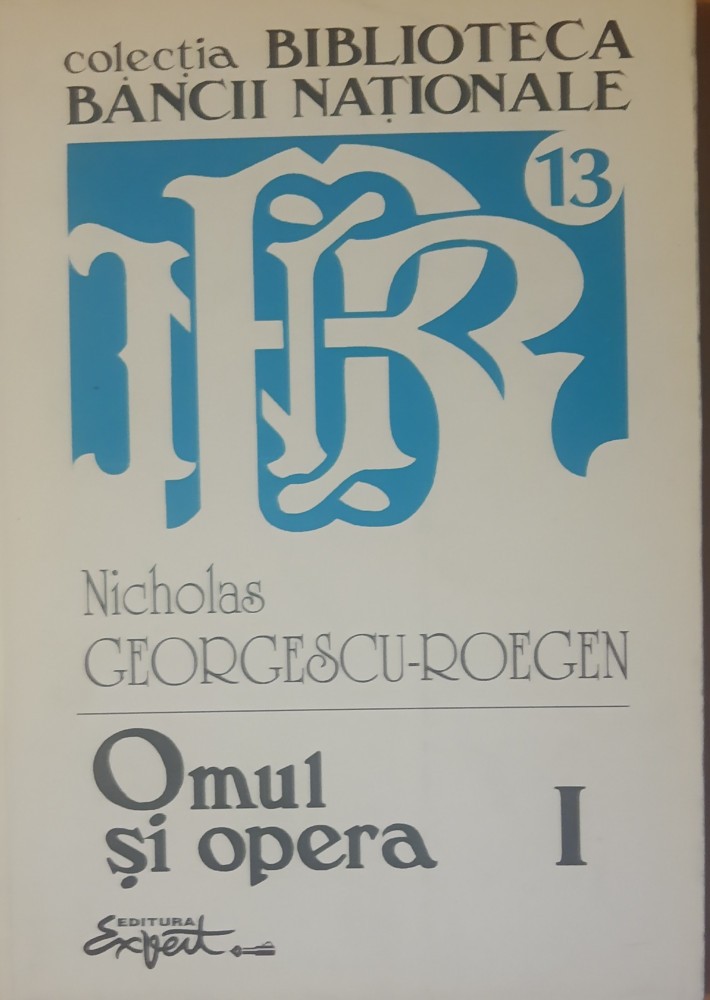 colecția BIBLIOTECA
BĂNCII NAȚIONALE
13
Nicholas
GEORGESCU-ROEGEN
Omul
și opera
I
EDITURA
Expert